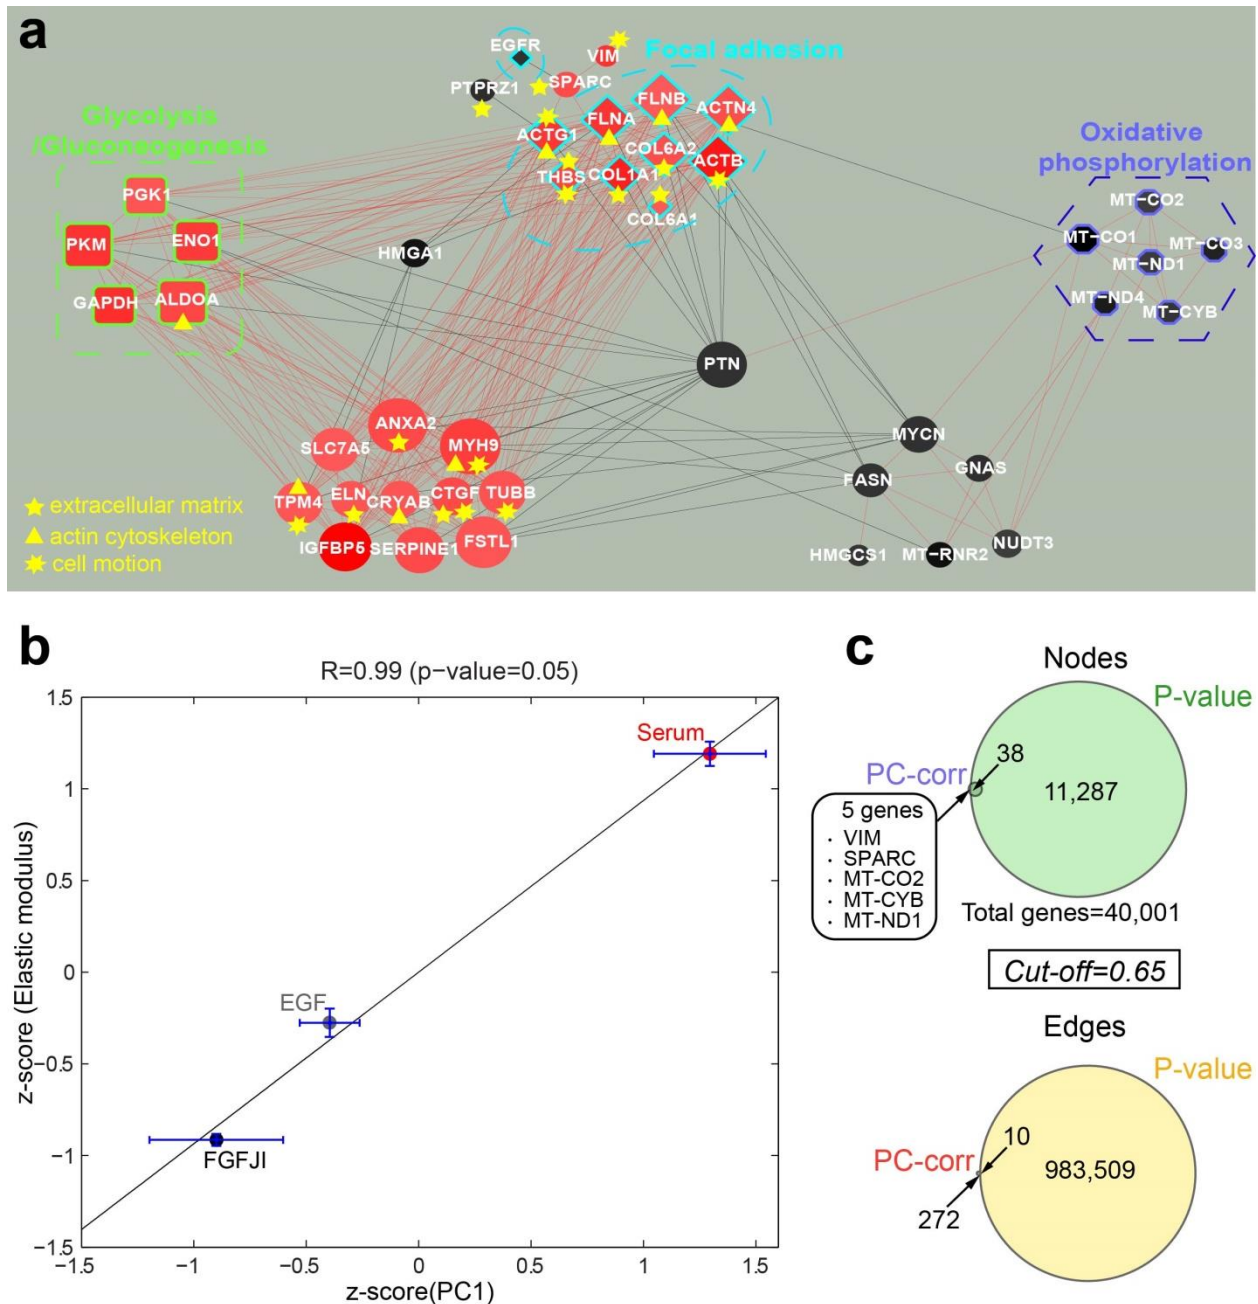 a
EGFR
VIM
Focal adhesion
PTPRZ1
SPARC
FLNB
ACTN4
FLNA
Glycolysis
/Gluconeogenesis
ACTG1
COL6A2
ACTB
Oxidative
phosphorylation
THBS
COL1A1
PGK1
COL6A1
MT-CO2
PKM
ENO1
HMGA1
MT-CO1
MT-CO3
MT-ND1
GAPDH
ALDOA
MT-ND4
MT-CYB
PTN
ANXA2
SLC7A5
MYH9
MYCN
FASN
GNAS
TPM4
ELN
CRYAB
CTGF
TUBB
IGFBP5
SERPINE1
FSTL1
HMGCS1
MT-RNR2
NUDT3
extracellular matrix
actin cytoskeleton
cell motion
b
R=0.99 (p-value=0.05)
1.5
1
0.5
0
-0.5
-1
-1.5
z-score (Elastic modulus)
Serum
EGF
FGFJI
-1.5 -1 -0.5 0 0.5 1 1.5
z-score(PC1)
c
Nodes
P-value
38
PC-corr
11,287
5 genes
· VIM
· SPARC
· MT-CO2
· MT-CYB
· MT-ND1
Total genes=40,001
Cut-off=0.65
Edges
P-value
10
PC-corr
983,509
272